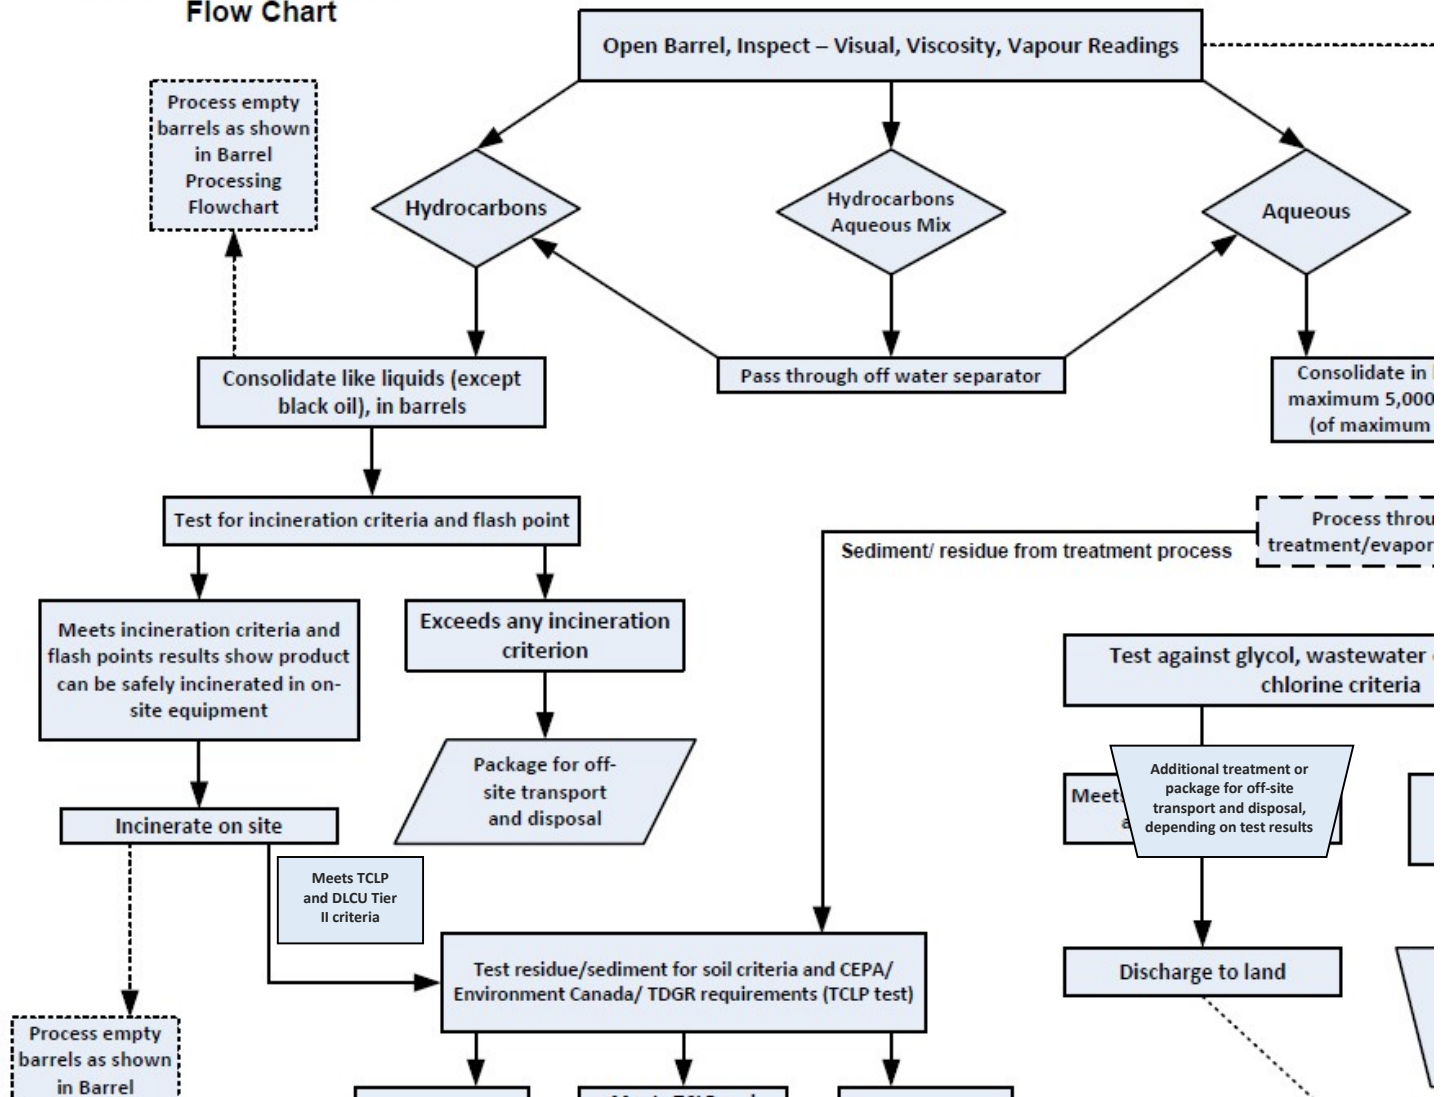 Flow Chart
Open Barrel, Inspect – Visual, Viscosity, Vapour Readings
Process empty
barrels as shown
in Barrel
Processing
Flowchart
Hydrocarbons
Hydrocarbons
Aqueous Mix
Aqueous
Consolidate like liquids (except
black oil), in barrels
Pass through off water separator
Consolidate in
maximum 5,000
(of maximum
Test for incineration criteria and flash point
Sediment/ residue from treatment process
Process throu
treatment/evapor
Meets incineration criteria and
flash points results show product
can be safely incinerated in on-
site equipment
Exceeds any incineration
criterion
Test against glycol, wastewater
chlorine criteria
Package for off-
site transport
and disposal
Meets
a
Additional treatment or
package for off-site
transport and disposal,
depending on test results
Incinerate on site
Meets TCLP
and DLCU Tier
II criteria
Test residue/sediment for soil criteria and CEPA/
Environment Canada/ TDGR requirements (TCLP test)
Discharge to land
Process empty
barrels as shown
in Barrel